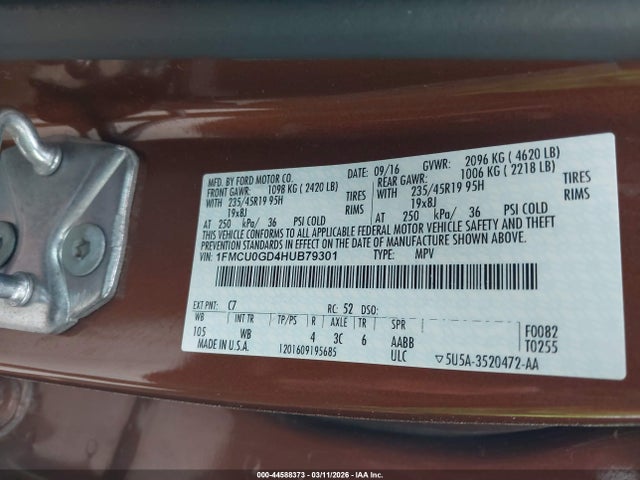 MFD. BY FORD MOTOR CO. DATE: 09/16 GVWR: 2096 KG ( 4620 LB)
FRONT GAWR: 1098 KG ( 2420 LB) REAR GAWR: 1006 KG ( 2218 LB)
WITH 235/45R19 95H TIRES WITH 235/45R19 95H TIRES
19x8J RIMS 19x8J RIMS
AT 250 kPa/ 36 PSI COLD AT 250 kPa/ 36 PSI COLD
THIS VEHICLE CONFORMS TO ALL APPLICABLE FEDERAL MOTOR VEHICLE SAFETY AND THEFT
PREVENTION STANDARDS IN EFFECT ON THE DATE OF MANUFACTURE SHOWN ABOVE.
VIN: 1FMCU0GD4HUB79301 TYPE: MPV
EXT PNT: C7 RC: 52 DSO:
WB INT TR TP/PS R AXLE TR SPR F0082
105 WB 4 3C 6 AABB T0255
MADE IN U.S.A. 1201609195685 ULC ▽5U5A-3520472-AA
000-44588373 - 03/11/2026 - IAA Inc.